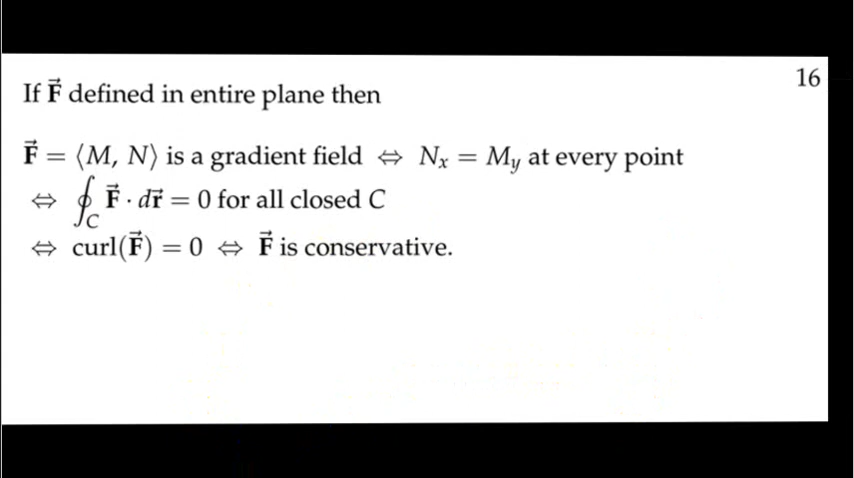 16
If F⃗ defined in entire plane then
F⃗ = ⟨M, N⟩ is a gradient field ⇔ Nₓ = M_y at every point
⇔ ∮_C F⃗ · dr⃗ = 0 for all closed C
⇔ curl(F⃗) = 0 ⇔ F⃗ is conservative.